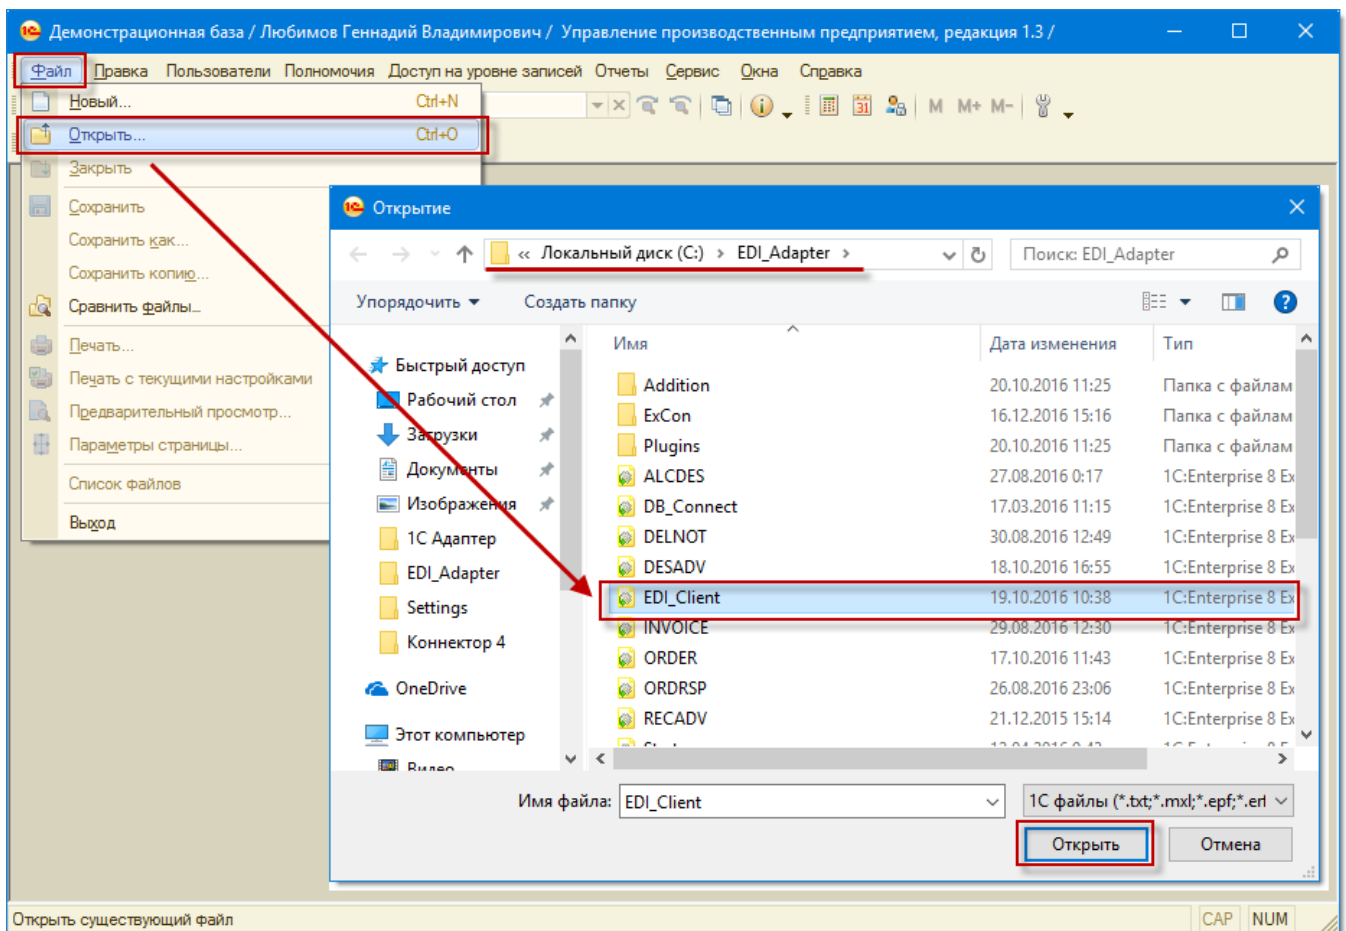 Демонстрационная база / Любимов Геннадий Владимирович / Управление производственным предприятием, редакция 1.3 /
Файл Правка Пользователи Полномочия Доступ на уровне записей Отчеты Сервис Окна Справка
Новый... Ctrl+N
M M+ M-
Открыть... Ctrl+O
Закрыть
Сохранить
Сохранить как...
Сохранить копию...
Сравнить файлы...
Печать...
Печать с текущими настройками
Предварительный просмотр...
Параметры страницы...
Список файлов
Выход
Открытие
« Локальный диск (C:) › EDI_Adapter ›
Поиск: EDI_Adapter
Упорядочить Создать папку
Быстрый доступ
Рабочий стол
Загрузки
Документы
Изображения
1С Адаптер
EDI_Adapter
Settings
Коннектор 4
OneDrive
Этот компьютер
Видео
Имя Дата изменения Тип
Addition 20.10.2016 11:25 Папка с файлам
ExCon 16.12.2016 15:16 Папка с файлам
Plugins 20.10.2016 11:25 Папка с файлам
ALCDES 27.08.2016 0:17 1C:Enterprise 8 Ex
DB_Connect 17.03.2016 11:15 1C:Enterprise 8 Ex
DELNOT 30.08.2016 12:49 1C:Enterprise 8 Ex
DESADV 18.10.2016 16:55 1C:Enterprise 8 Ex
EDI_Client 19.10.2016 10:38 1C:Enterprise 8 Ex
INVOICE 29.08.2016 12:30 1C:Enterprise 8 Ex
ORDER 17.10.2016 11:43 1C:Enterprise 8 Ex
ORDRSP 26.08.2016 23:06 1C:Enterprise 8 Ex
RECADV 21.12.2015 15:14 1C:Enterprise 8 Ex
Имя файла: EDI_Client
1С файлы (*.txt;*.mxl;*.epf;*.erf
Открыть Отмена
Открыть существующий файл
CAP NUM